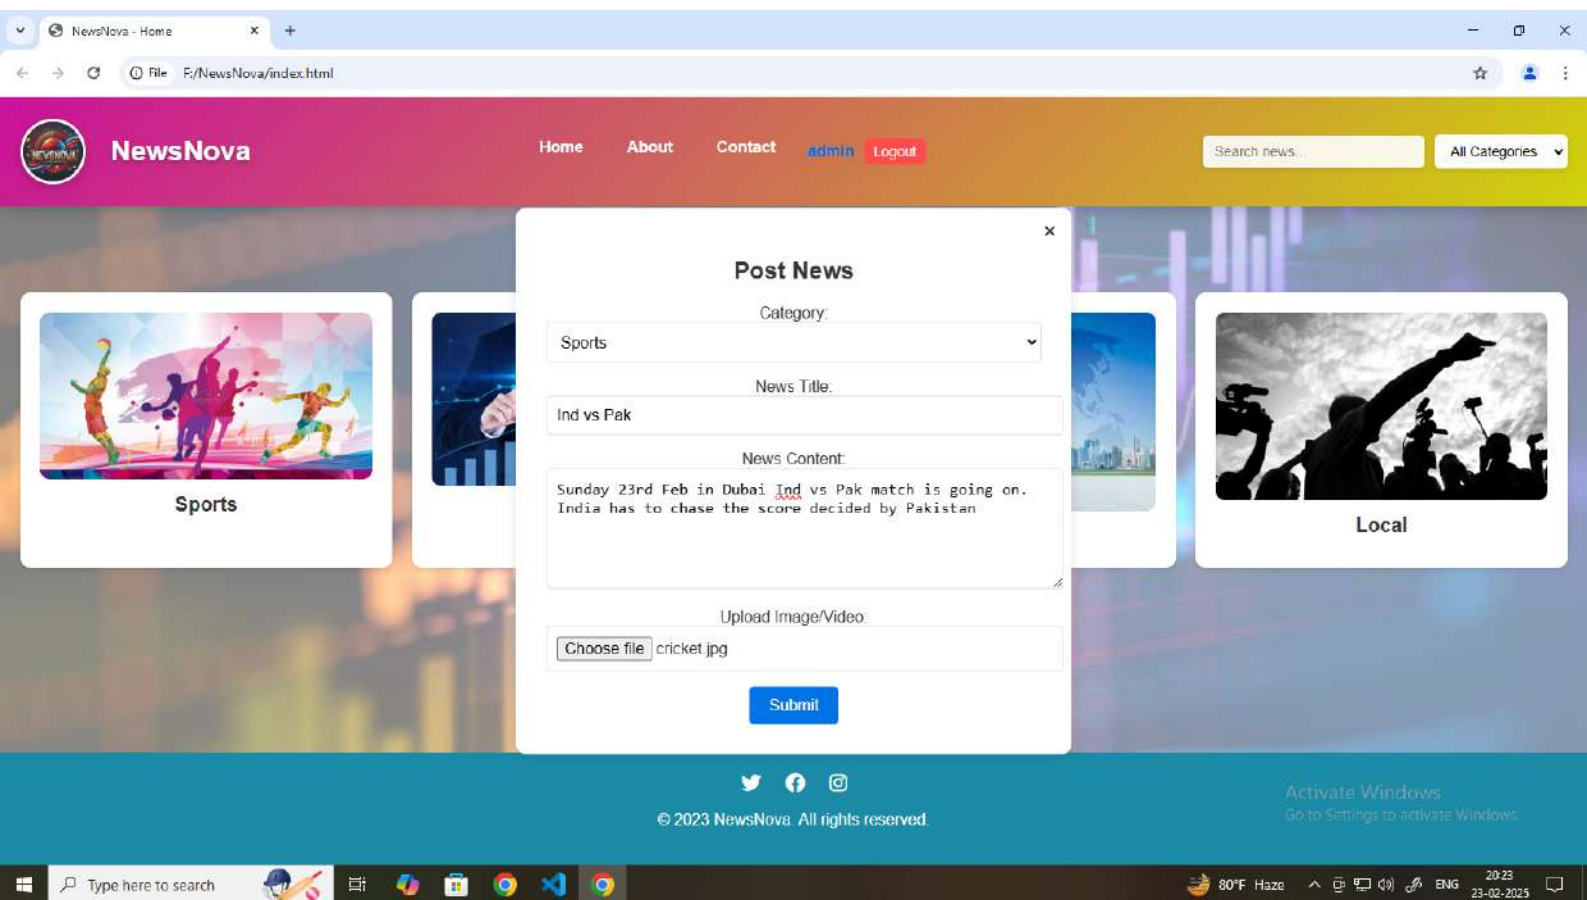 NewsNova - Home
File F:/NewsNova/index.html
NEWSNOVA
NewsNova
Home About Contact admin Logout
Search news...
All Categories
Post News
Category:
Sports
News Title:
Ind vs Pak
News Content:
Sunday 23rd Feb in Dubai Ind vs Pak match is going on.
India has to chase the score decided by Pakistan
Upload Image/Video:
Choose file cricket.jpg
Submit
Sports
Local
© 2023 NewsNova. All rights reserved.
Activate Windows
Go to Settings to activate Windows.
Type here to search
80°F Haze
ENG
20:23
23-02-2025